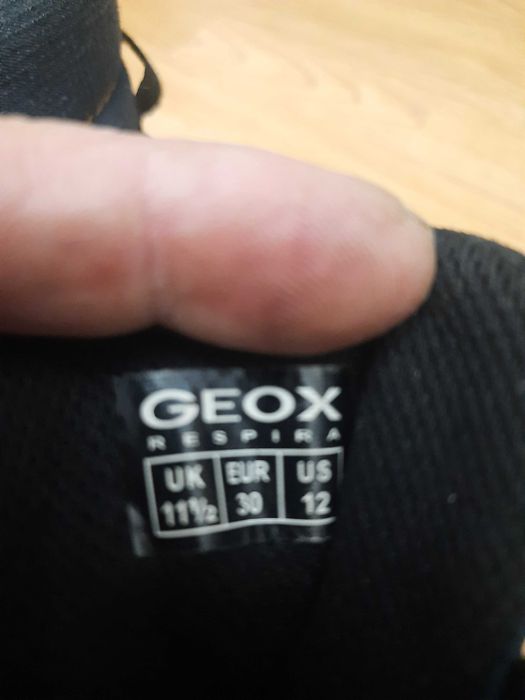 GEOX
RESPIRA
UK EUR US
11½ 30 12